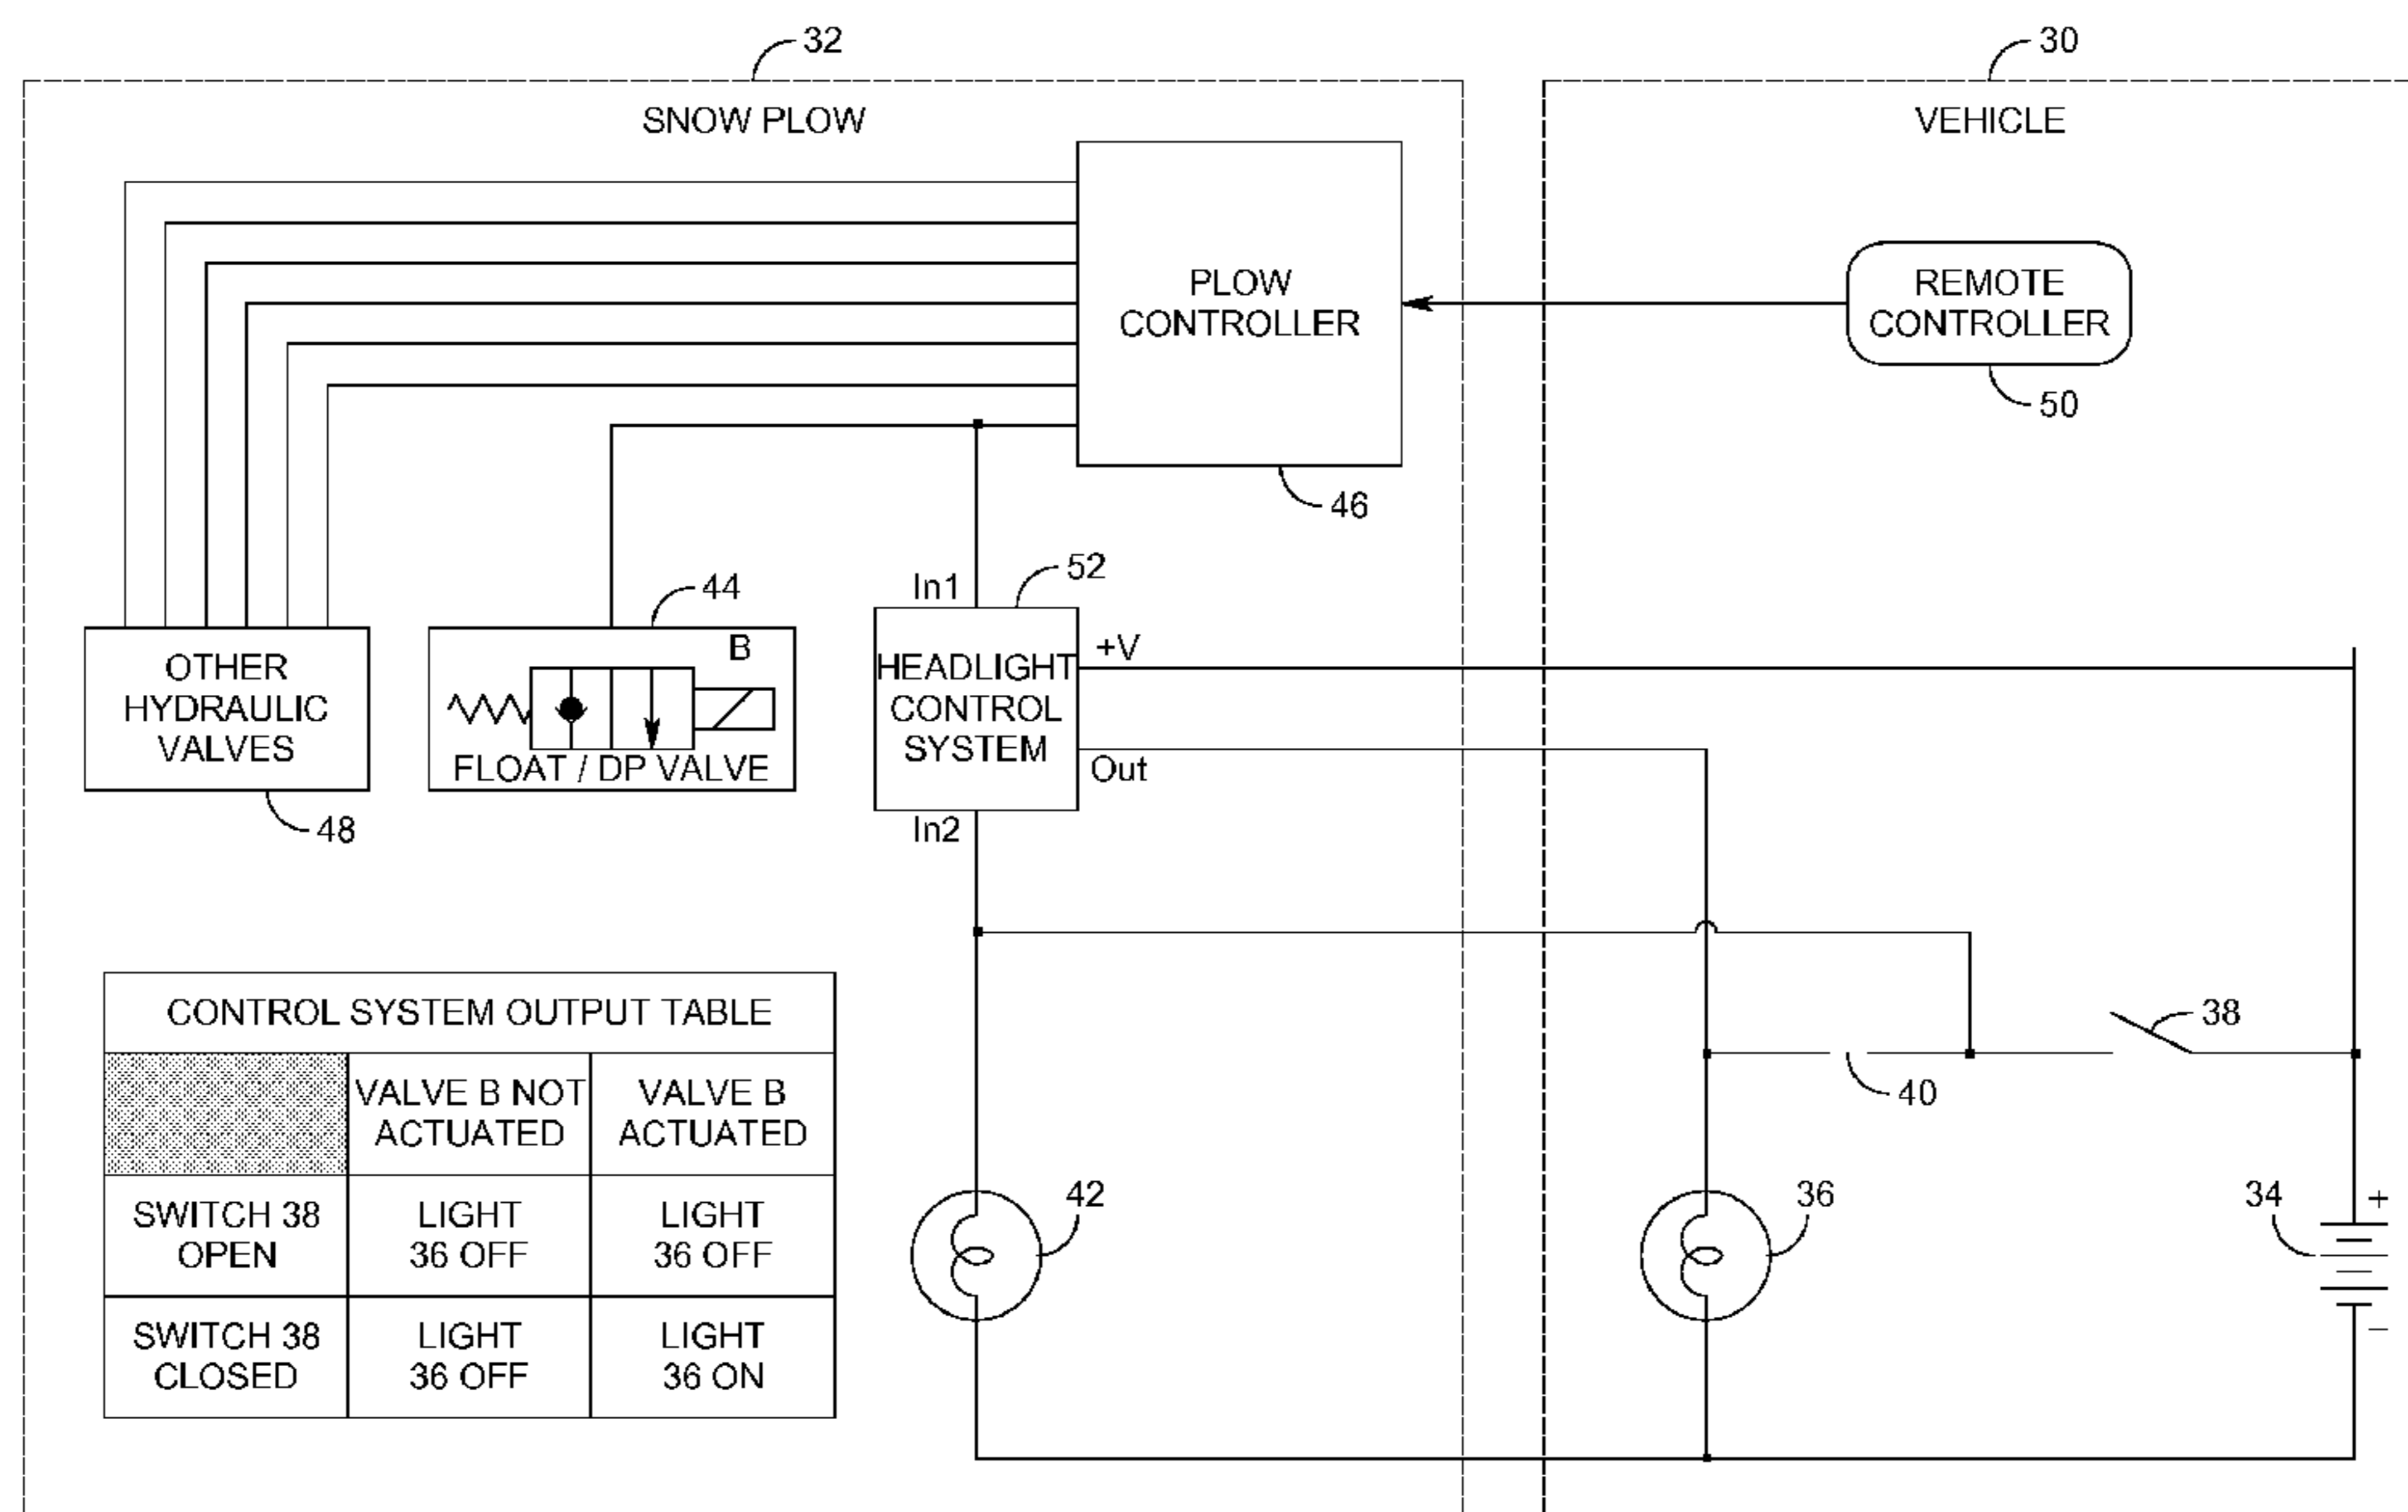 32
30
SNOW PLOW
VEHICLE
PLOW
CONTROLLER
REMOTE
CONTROLLER
50
46
52
In1
44
B
+V
OTHER
HYDRAULIC
VALVES
HEADLIGHT
CONTROL
SYSTEM
FLOAT / DP VALVE
Out
48
In2
CONTROL SYSTEM OUTPUT TABLE
38
40
VALVE B NOT
ACTUATED
VALVE B
ACTUATED
SWITCH 38
OPEN
LIGHT
36 OFF
LIGHT
36 OFF
42
36
34
+
–
SWITCH 38
CLOSED
LIGHT
36 OFF
LIGHT
36 ON